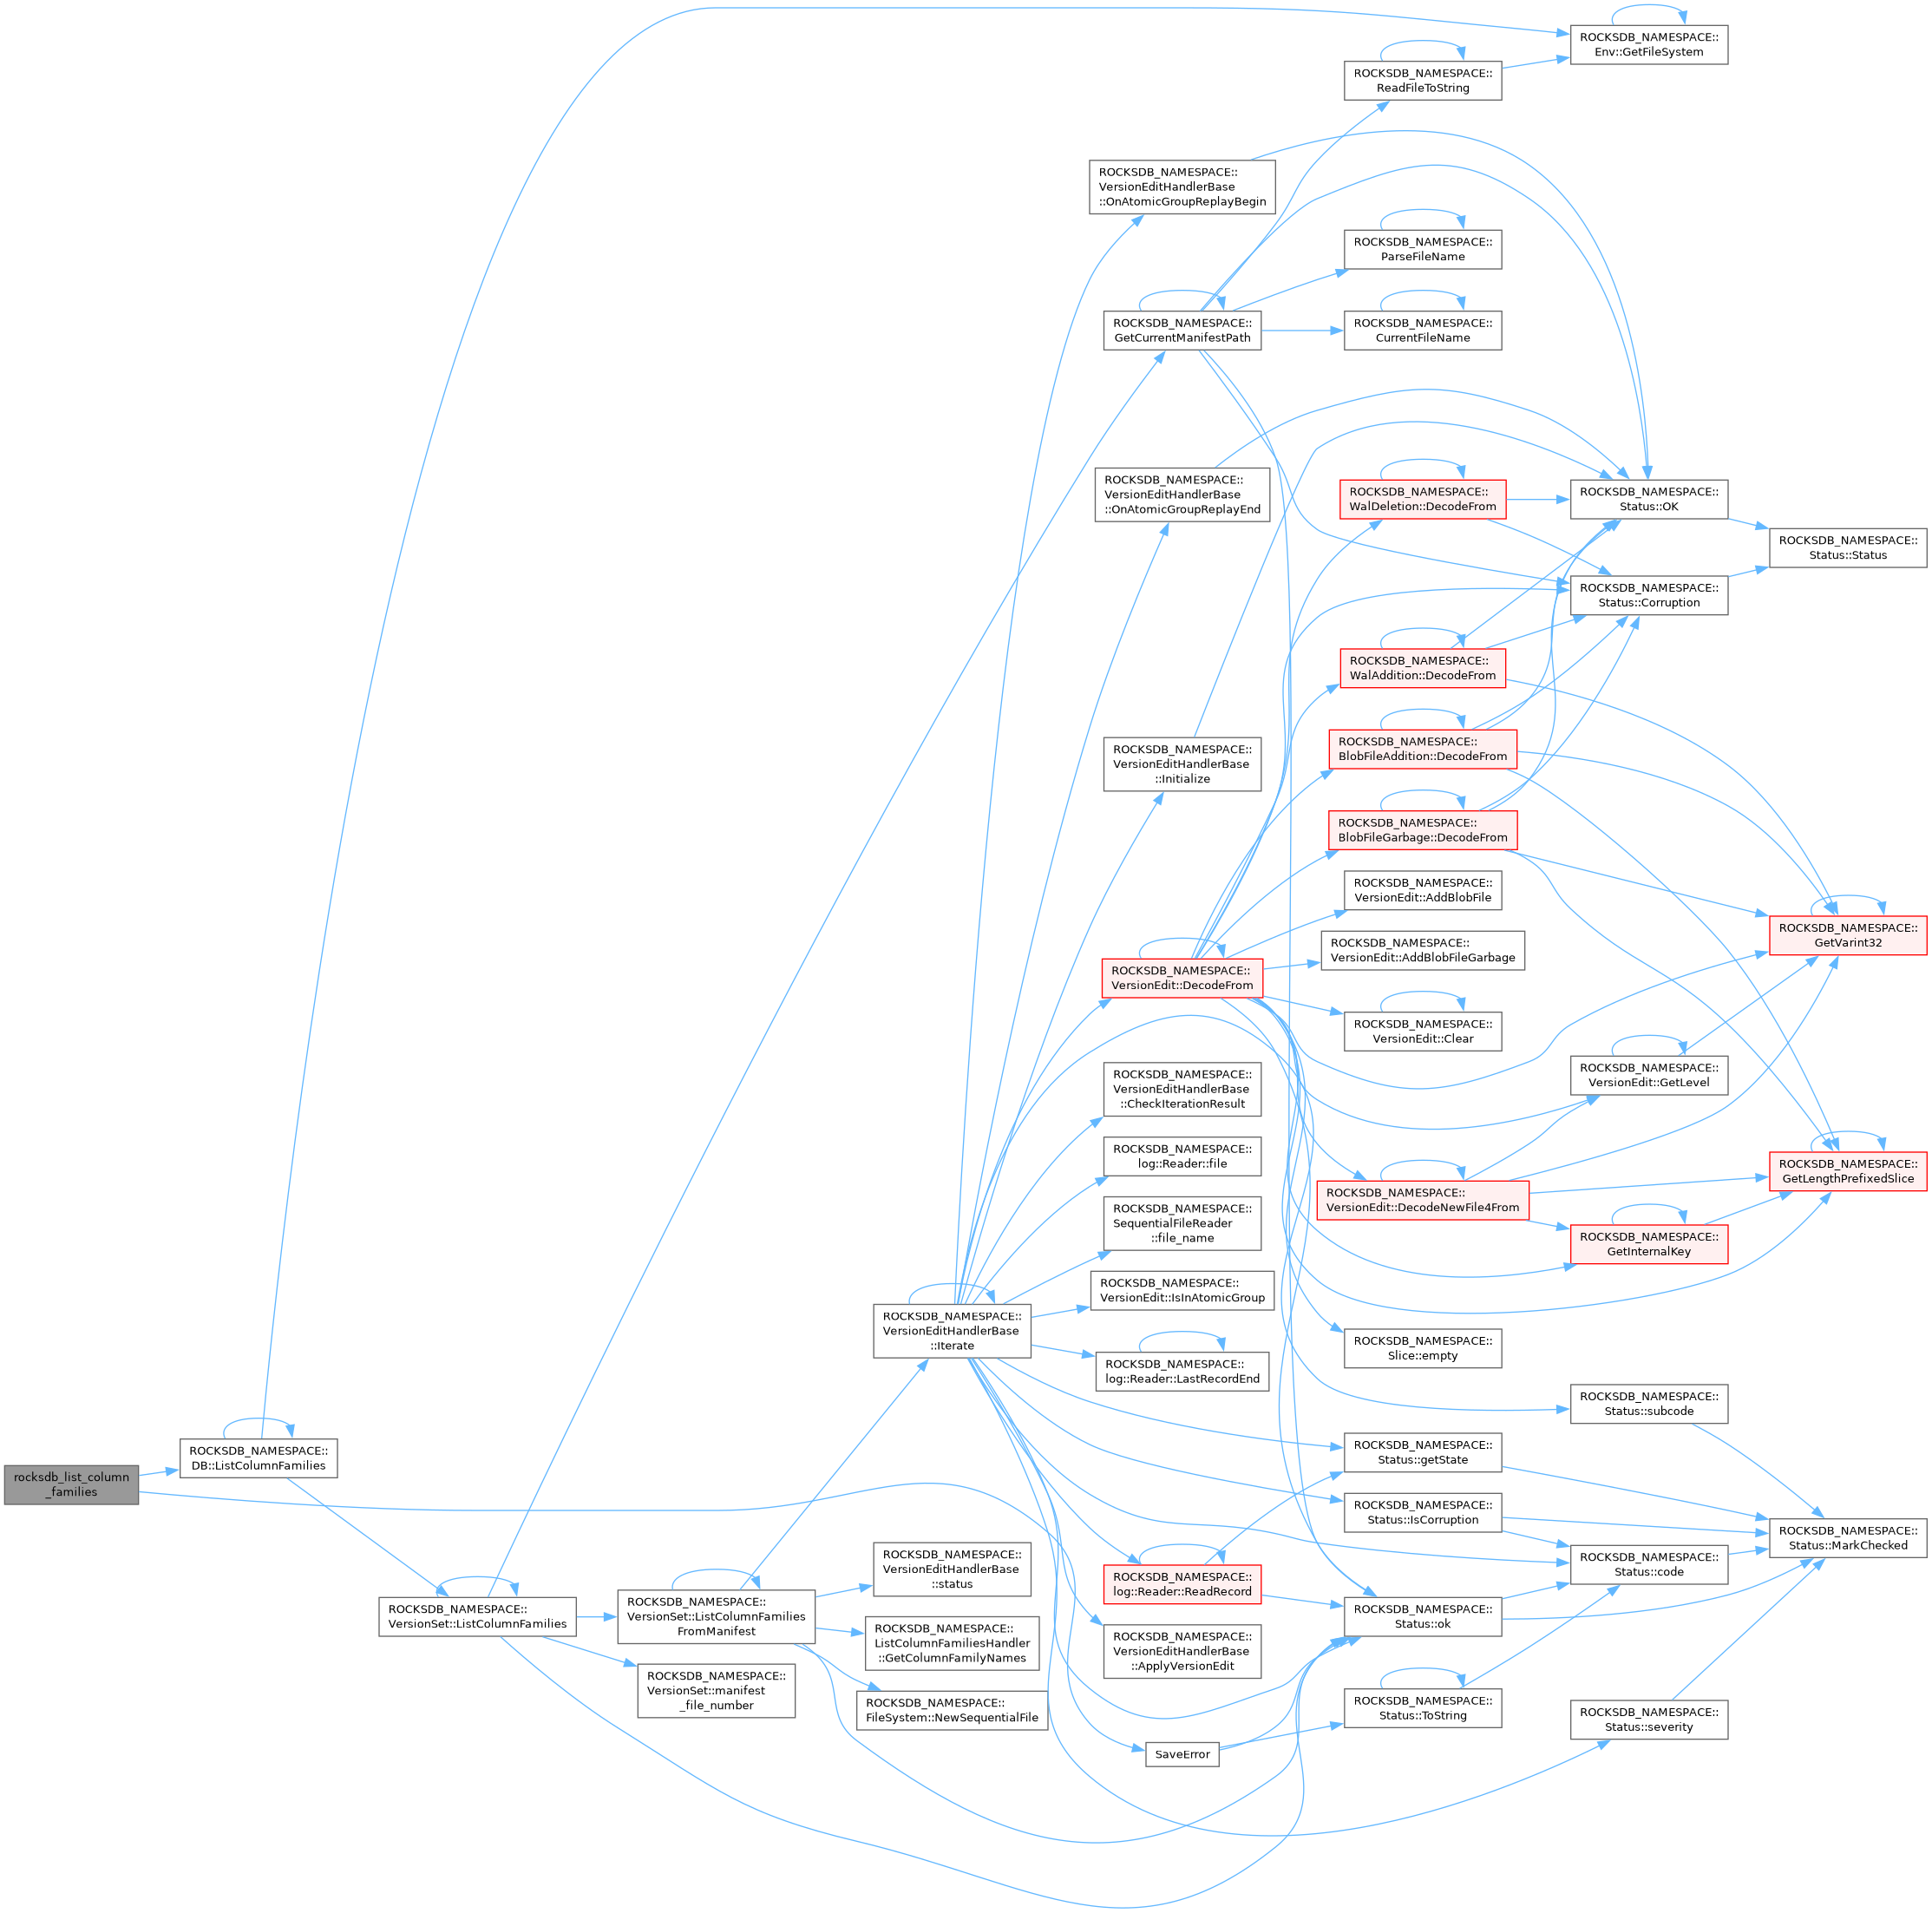 ROCKSDB_NAMESPACE::
Env::GetFileSystem
ROCKSDB_NAMESPACE::
ReadFileToString
ROCKSDB_NAMESPACE::
VersionEditHandlerBase
::OnAtomicGroupReplayBegin
ROCKSDB_NAMESPACE::
ParseFileName
ROCKSDB_NAMESPACE::
GetCurrentManifestPath
ROCKSDB_NAMESPACE::
CurrentFileName
ROCKSDB_NAMESPACE::
VersionEditHandlerBase
::OnAtomicGroupReplayEnd
ROCKSDB_NAMESPACE::
WalDeletion::DecodeFrom
ROCKSDB_NAMESPACE::
Status::OK
ROCKSDB_NAMESPACE::
Status::Status
ROCKSDB_NAMESPACE::
Status::Corruption
ROCKSDB_NAMESPACE::
WalAddition::DecodeFrom
ROCKSDB_NAMESPACE::
VersionEditHandlerBase
::Initialize
ROCKSDB_NAMESPACE::
BlobFileAddition::DecodeFrom
ROCKSDB_NAMESPACE::
BlobFileGarbage::DecodeFrom
ROCKSDB_NAMESPACE::
VersionEdit::AddBlobFile
ROCKSDB_NAMESPACE::
GetVarint32
ROCKSDB_NAMESPACE::
VersionEdit::AddBlobFileGarbage
ROCKSDB_NAMESPACE::
VersionEdit::DecodeFrom
ROCKSDB_NAMESPACE::
VersionEdit::Clear
ROCKSDB_NAMESPACE::
VersionEdit::GetLevel
ROCKSDB_NAMESPACE::
VersionEditHandlerBase
::CheckIterationResult
ROCKSDB_NAMESPACE::
log::Reader::file
ROCKSDB_NAMESPACE::
GetLengthPrefixedSlice
ROCKSDB_NAMESPACE::
VersionEdit::DecodeNewFile4From
ROCKSDB_NAMESPACE::
SequentialFileReader
::file_name
ROCKSDB_NAMESPACE::
GetInternalKey
ROCKSDB_NAMESPACE::
VersionEdit::IsInAtomicGroup
ROCKSDB_NAMESPACE::
VersionEditHandlerBase
::Iterate
ROCKSDB_NAMESPACE::
Slice::empty
ROCKSDB_NAMESPACE::
log::Reader::LastRecordEnd
ROCKSDB_NAMESPACE::
Status::subcode
ROCKSDB_NAMESPACE::
DB::ListColumnFamilies
ROCKSDB_NAMESPACE::
Status::getState
rocksdb_list_column
_families
ROCKSDB_NAMESPACE::
Status::IsCorruption
ROCKSDB_NAMESPACE::
Status::MarkChecked
ROCKSDB_NAMESPACE::
Status::code
ROCKSDB_NAMESPACE::
VersionEditHandlerBase
::status
ROCKSDB_NAMESPACE::
log::Reader::ReadRecord
ROCKSDB_NAMESPACE::
VersionSet::ListColumnFamilies
ROCKSDB_NAMESPACE::
VersionSet::ListColumnFamilies
FromManifest
ROCKSDB_NAMESPACE::
Status::ok
ROCKSDB_NAMESPACE::
ListColumnFamiliesHandler
::GetColumnFamilyNames
ROCKSDB_NAMESPACE::
VersionEditHandlerBase
::ApplyVersionEdit
ROCKSDB_NAMESPACE::
VersionSet::manifest
_file_number
ROCKSDB_NAMESPACE::
FileSystem::NewSequentialFile
ROCKSDB_NAMESPACE::
Status::ToString
ROCKSDB_NAMESPACE::
Status::severity
SaveError